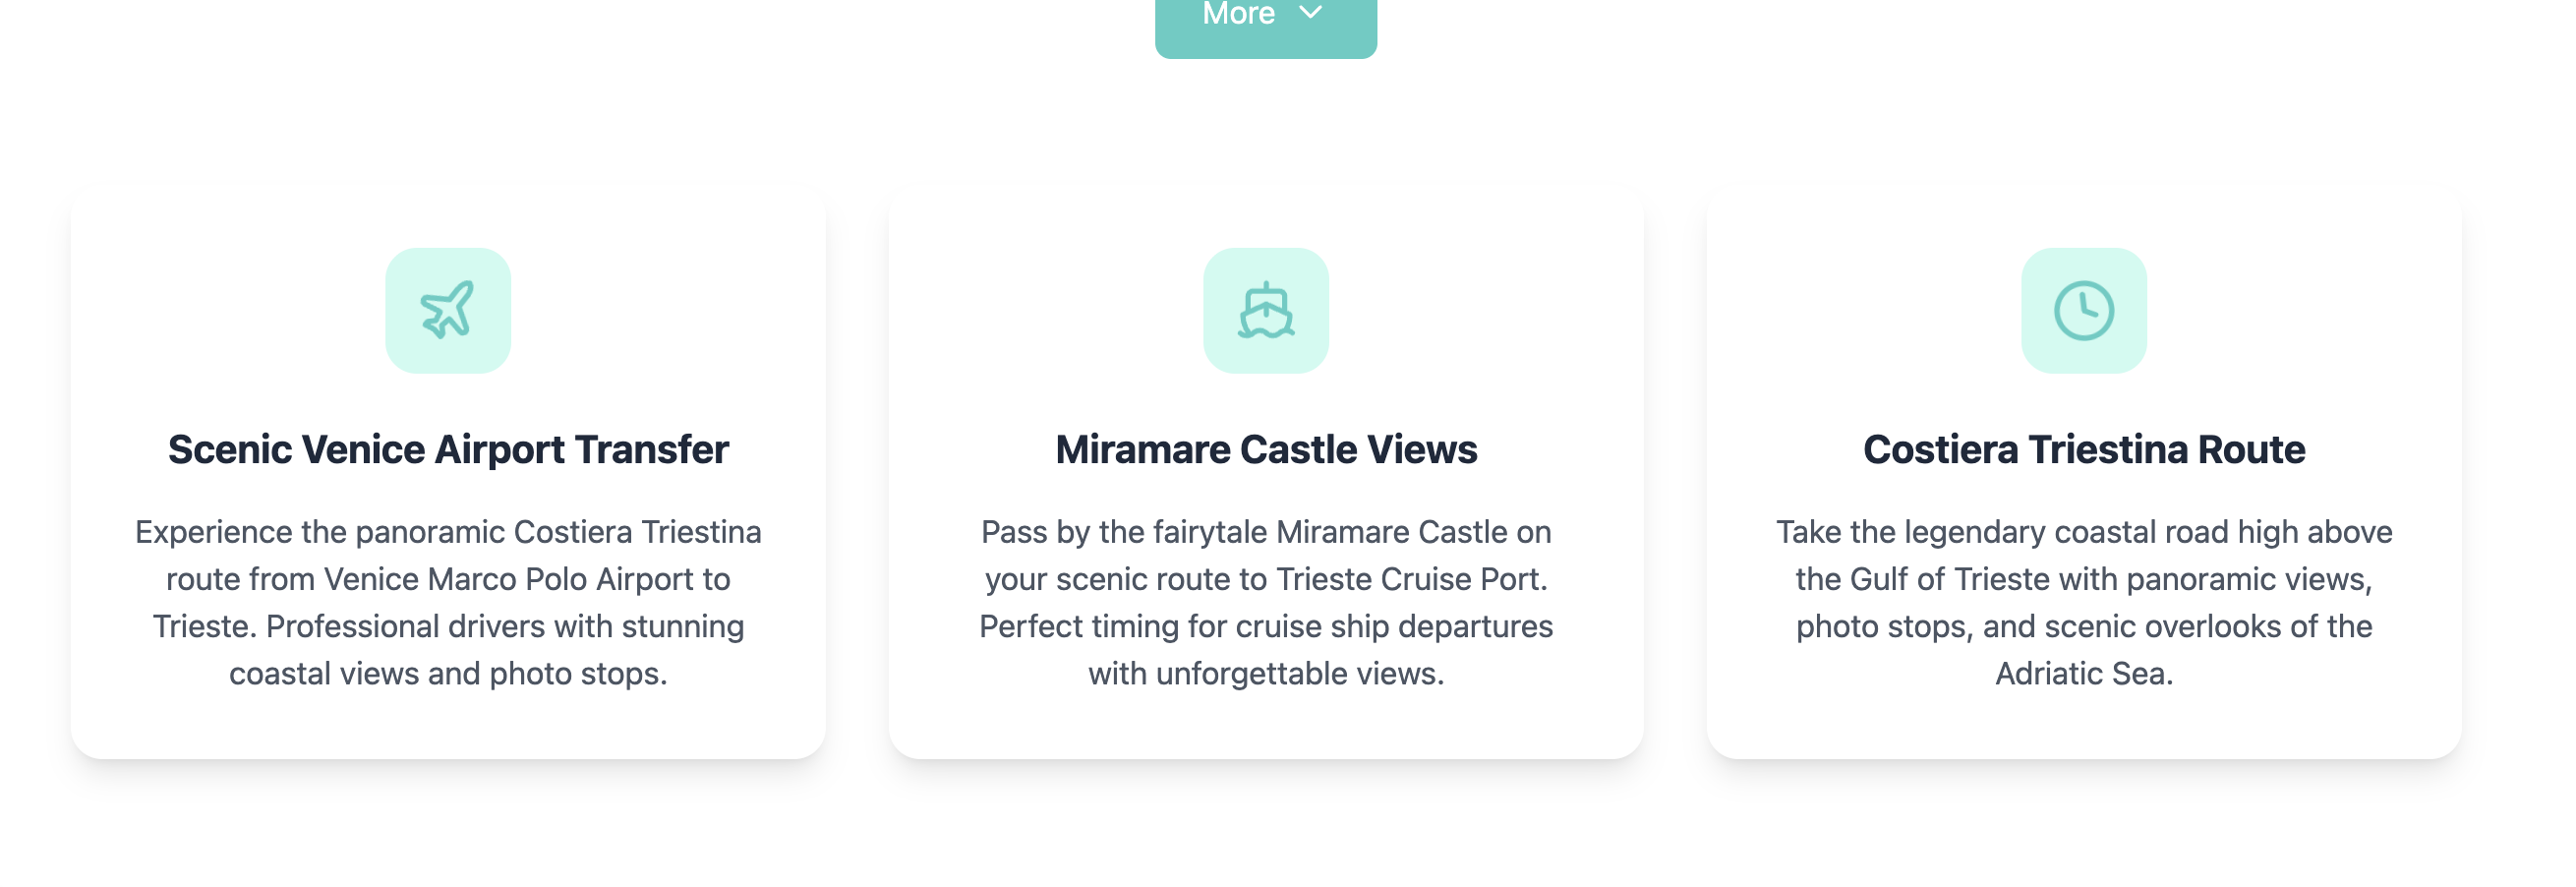 More
Scenic Venice Airport Transfer
Experience the panoramic Costiera Triestina
route from Venice Marco Polo Airport to
Trieste. Professional drivers with stunning
coastal views and photo stops.
Miramare Castle Views
Pass by the fairytale Miramare Castle on
your scenic route to Trieste Cruise Port.
Perfect timing for cruise ship departures
with unforgettable views.
Costiera Triestina Route
Take the legendary coastal road high above
the Gulf of Trieste with panoramic views,
photo stops, and scenic overlooks of the
Adriatic Sea.